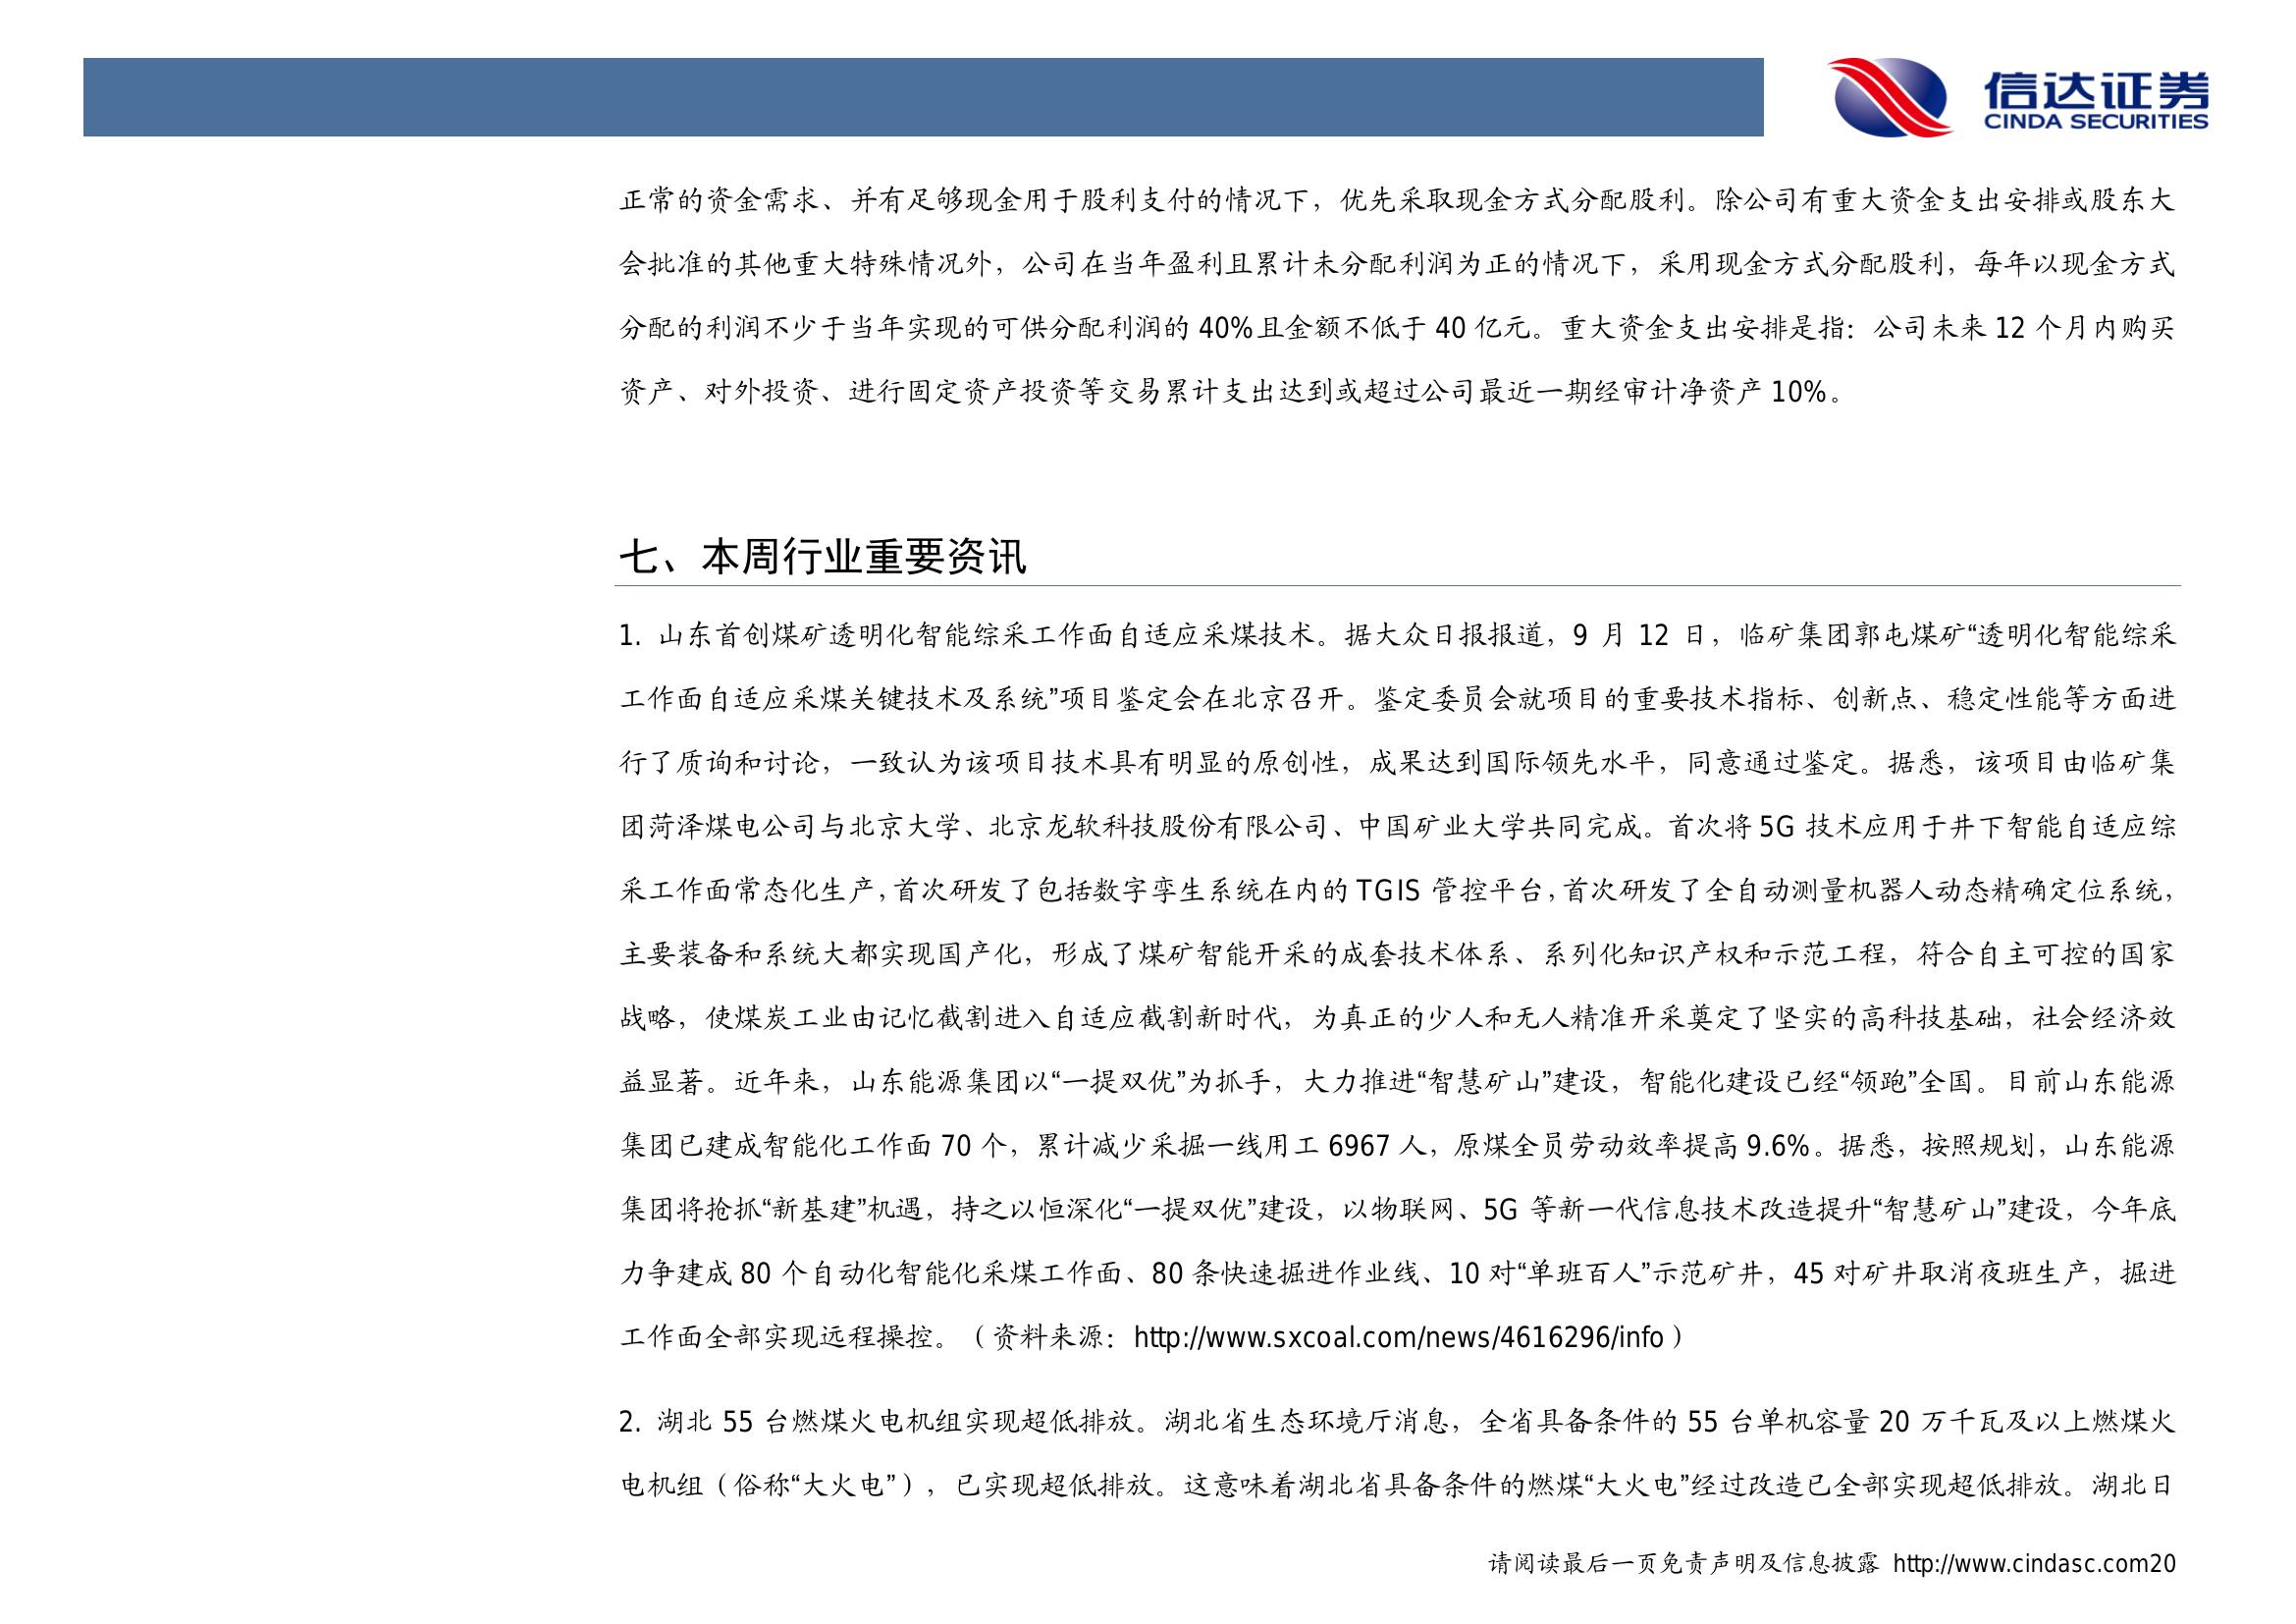 信达证券
CINDA SECURITIES
正常的资金需求、并有足够现金用于股利支付的情况下，优先采取现金方式分配股利。除公司有重大资金支出安排或股东大
会批准的其他重大特殊情况外，公司在当年盈利且累计未分配利润为正的情况下，采用现金方式分配股利，每年以现金方式
分配的利润不少于当年实现的可供分配利润的 40%且金额不低于 40 亿元。重大资金支出安排是指：公司未来 12 个月内购买
资产、对外投资、进行固定资产投资等交易累计支出达到或超过公司最近一期经审计净资产 10%。
七、本周行业重要资讯
1. 山东首创煤矿透明化智能综采工作面自适应采煤技术。据大众日报报道，9 月 12 日，临矿集团郭屯煤矿“透明化智能综采
工作面自适应采煤关键技术及系统”项目鉴定会在北京召开。鉴定委员会就项目的重要技术指标、创新点、稳定性能等方面进
行了质询和讨论，一致认为该项目技术具有明显的原创性，成果达到国际领先水平，同意通过鉴定。据悉，该项目由临矿集
团菏泽煤电公司与北京大学、北京龙软科技股份有限公司、中国矿业大学共同完成。首次将 5G 技术应用于井下智能自适应综
采工作面常态化生产，首次研发了包括数字孪生系统在内的 TGIS 管控平台，首次研发了全自动测量机器人动态精确定位系统，
主要装备和系统大都实现国产化，形成了煤矿智能开采的成套技术体系、系列化知识产权和示范工程，符合自主可控的国家
战略，使煤炭工业由记忆截割进入自适应截割新时代，为真正的少人和无人精准开采奠定了坚实的高科技基础，社会经济效
益显著。近年来，山东能源集团以“一提双优”为抓手，大力推进“智慧矿山”建设，智能化建设已经“领跑”全国。目前山东能源
集团已建成智能化工作面 70 个，累计减少采掘一线用工 6967 人，原煤全员劳动效率提高 9.6%。据悉，按照规划，山东能源
集团将抢抓“新基建”机遇，持之以恒深化“一提双优”建设，以物联网、5G 等新一代信息技术改造提升“智慧矿山”建设，今年底
力争建成 80 个自动化智能化采煤工作面、80 条快速掘进作业线、10 对“单班百人”示范矿井，45 对矿井取消夜班生产，掘进
工作面全部实现远程操控。（资料来源：http://www.sxcoal.com/news/4616296/info）
2. 湖北 55 台燃煤火电机组实现超低排放。湖北省生态环境厅消息，全省具备条件的 55 台单机容量 20 万千瓦及以上燃煤火
电机组（俗称“大火电”），已实现超低排放。这意味着湖北省具备条件的燃煤“大火电”经过改造已全部实现超低排放。湖北日
请阅读最后一页免责声明及信息披露 http://www.cindasc.com20